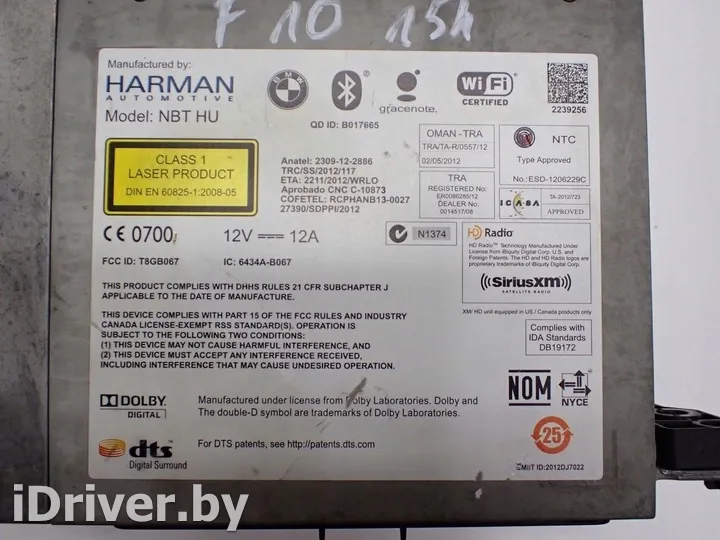 F 10 15h
Manufactured by:
HARMAN
AUTOMOTIVE
Model: NBT HU
BMW
Bluetooth
QD ID: B017665
gracenote.
Wi Fi
CERTIFIED
2239256
CLASS 1
LASER PRODUCT
DIN EN 60825-1:2008-05
Anatel: 2309-12-2886
TRC/SS/2012/117
ETA: 2211/2012/WRLO
Aprobado CNC C-10873
COFETEL: RCPHANB13-0027
27390/SDPPI/2012
OMAN - TRA
TRA/TA-R/0557/12
02/05/2012
TRA
REGISTERED No:
ER0086285/12
DEALER No:
0014517/08
NTC
Type Approved
No.:ESD-1206229C
ICASA
TA-2012/723
APPROVED
CE 0700
12V 12A
N1374
FCC ID: T8GB067 IC: 6434A-B067
HD Radio
HD Radio™ Technology Manufactured Under
License from iBiquity Digital Corp. U.S. and
Foreign Patents. The HD and HD Radio logos are
proprietary trademarks of iBiquity Digital Corp.
((SiriusXM))
SATELLITE RADIO
XM/ HD unit equipped in US / Canada products only
THIS PRODUCT COMPLIES WITH DHHS RULES 21 CFR SUBCHAPTER J
APPLICABLE TO THE DATE OF MANUFACTURE.
THIS DEVICE COMPLIES WITH PART 15 OF THE FCC RULES AND INDUSTRY
CANADA LICENSE-EXEMPT RSS STANDARD(S). OPERATION IS
SUBJECT TO THE FOLLOWING TWO CONDITIONS:
(1) THIS DEVICE MAY NOT CAUSE HARMFUL INTERFERENCE, AND
(2) THIS DEVICE MUST ACCEPT ANY INTERFERENCE RECEIVED,
INCLUDING INTERFERENCE THAT MAY CAUSE UNDESIRED OPERATION.
Complies with
IDA Standards
DB19172
DOLBY
DIGITAL
Manufactured under license from Dolby Laboratories. Dolby and
The double-D symbol are trademarks of Dolby Laboratories.
NOM
NYCE
dts
Digital Surround
For DTS patents, see http://patents.dts.com
25
CMIIT ID:2012DJ7022
iDriver.by